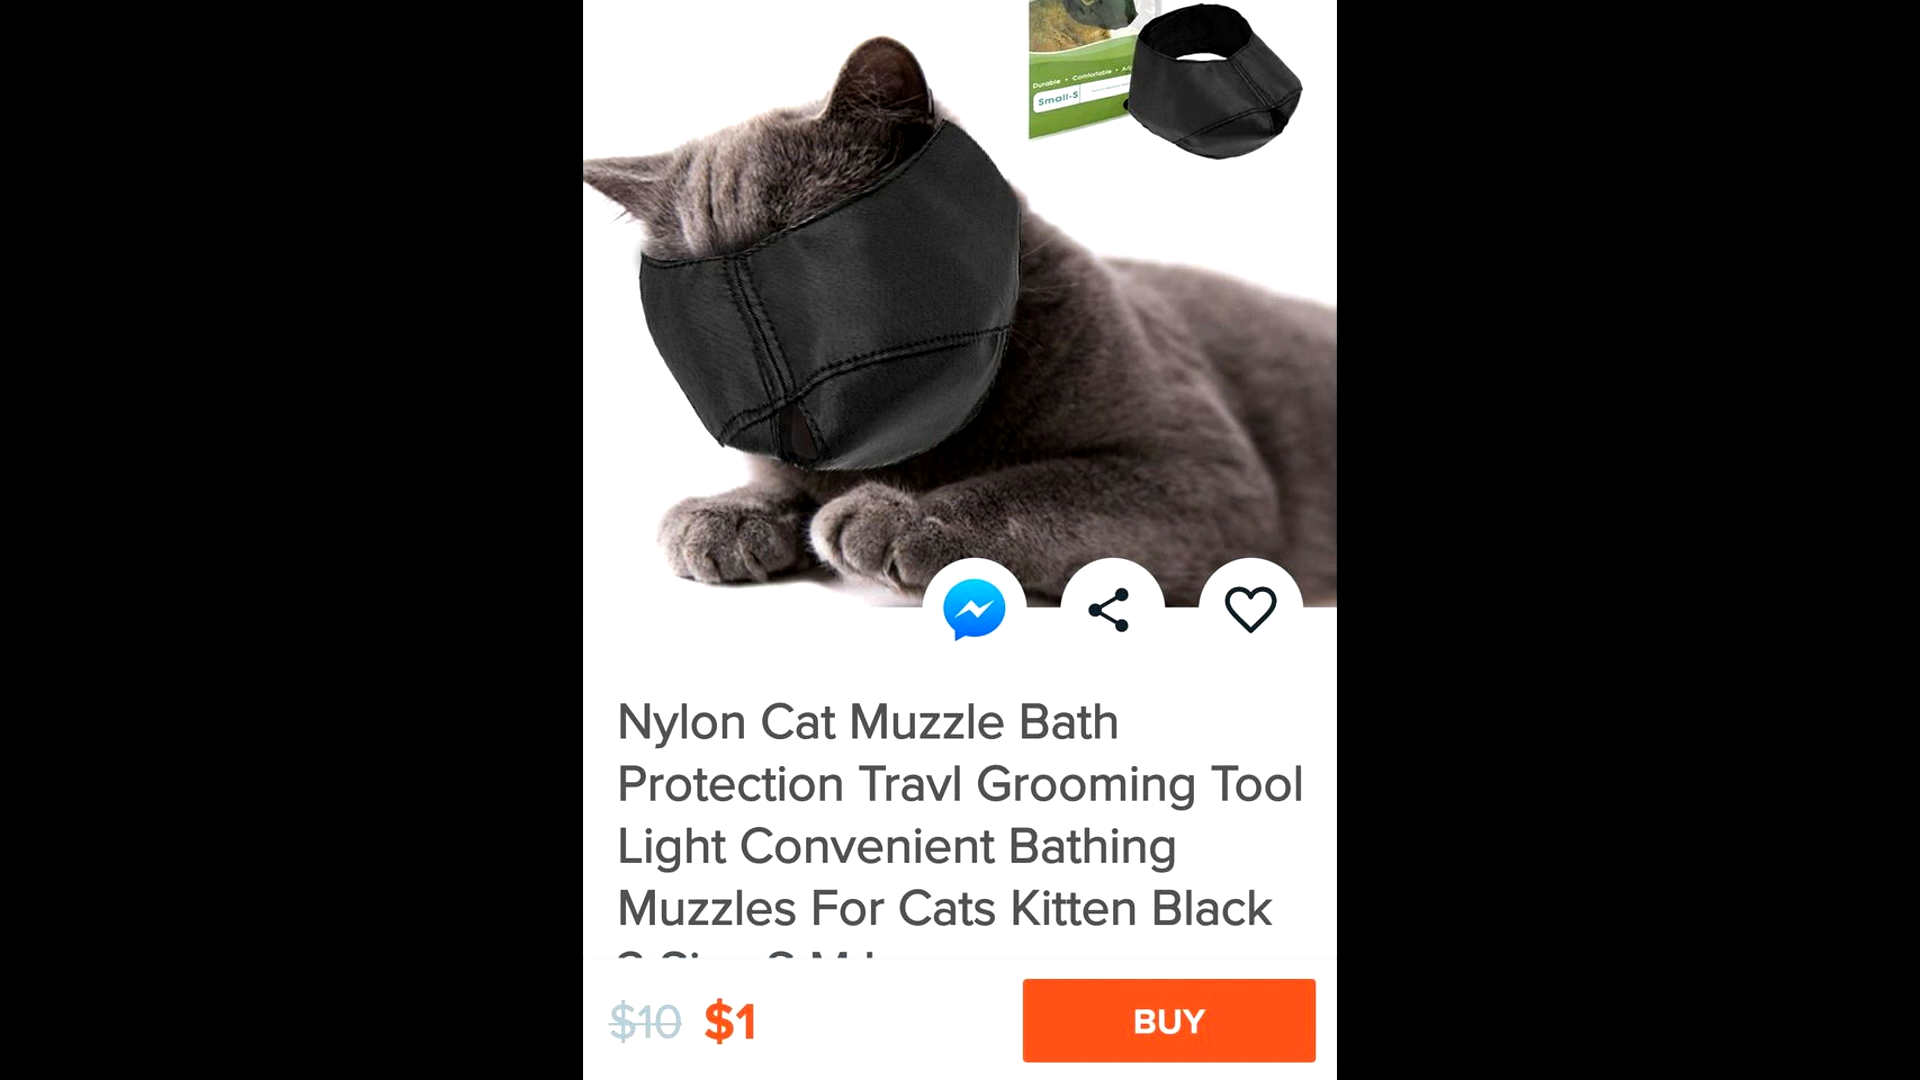 Durable • Comfortable •
Small-S
Nylon Cat Muzzle Bath
Protection Travl Grooming Tool
Light Convenient Bathing
Muzzles For Cats Kitten Black
$10 $1
BUY